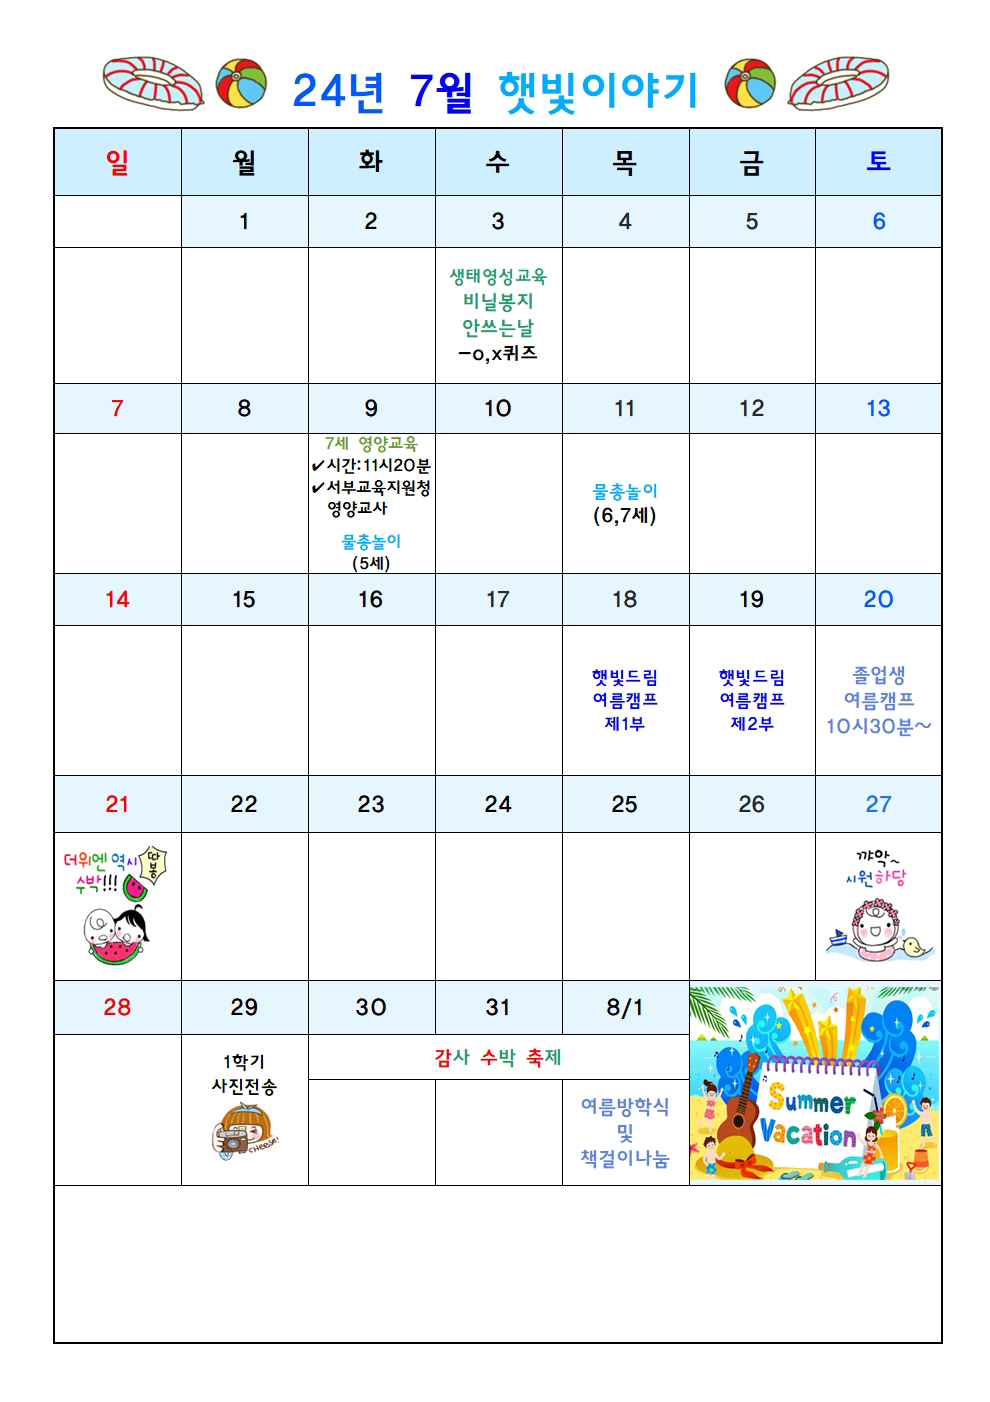 24년 7월 햇빛이야기
일 월 화 수 목 금 토
1 2 3 4 5 6
생태영성교육
비닐봉지
안쓰는날
-o,x퀴즈
7 8 9 10 11 12 13
7세 영양교육
✔시간:11시20분
✔서부교육지원청
영양교사
물총놀이
(5세)
물총놀이
(6,7세)
14 15 16 17 18 19 20
햇빛드림
여름캠프
제1부
햇빛드림
여름캠프
제2부
졸업생
여름캠프
10시30분~
21 22 23 24 25 26 27
더위엔 역시
수박!!!
따봉
꺄악~
시원하당
28 29 30 31 8/1
1학기
사진전송
CHEESE!
감사 수박 축제
여름방학식
및
책걸이나눔
Summer
Vacation